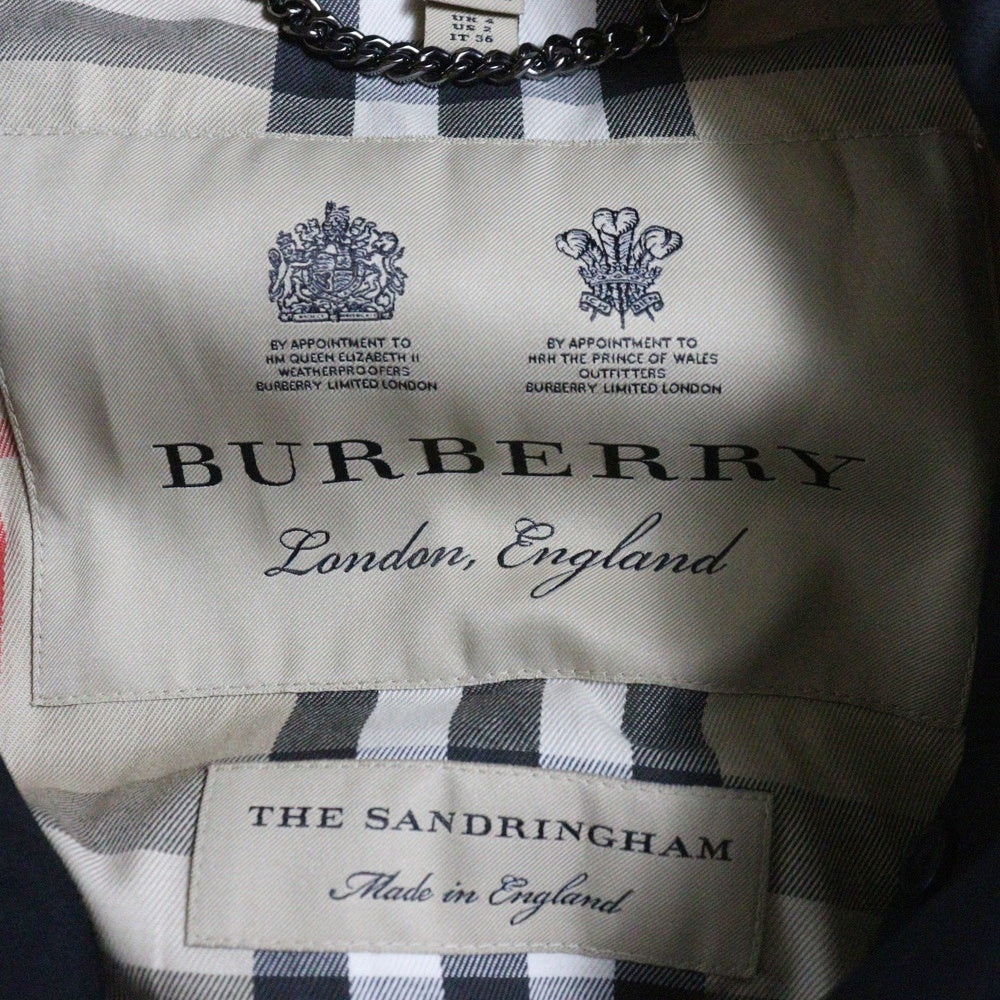 UK 4
US 2
IT 36
BY APPOINTMENT TO
HM QUEEN ELIZABETH II
WEATHERPROOFERS
BURBERRY LIMITED LONDON
BY APPOINTMENT TO
HRH THE PRINCE OF WALES
OUTFITTERS
BURBERRY LIMITED LONDON
BURBERRY
London, England
THE SANDRINGHAM
Made in England